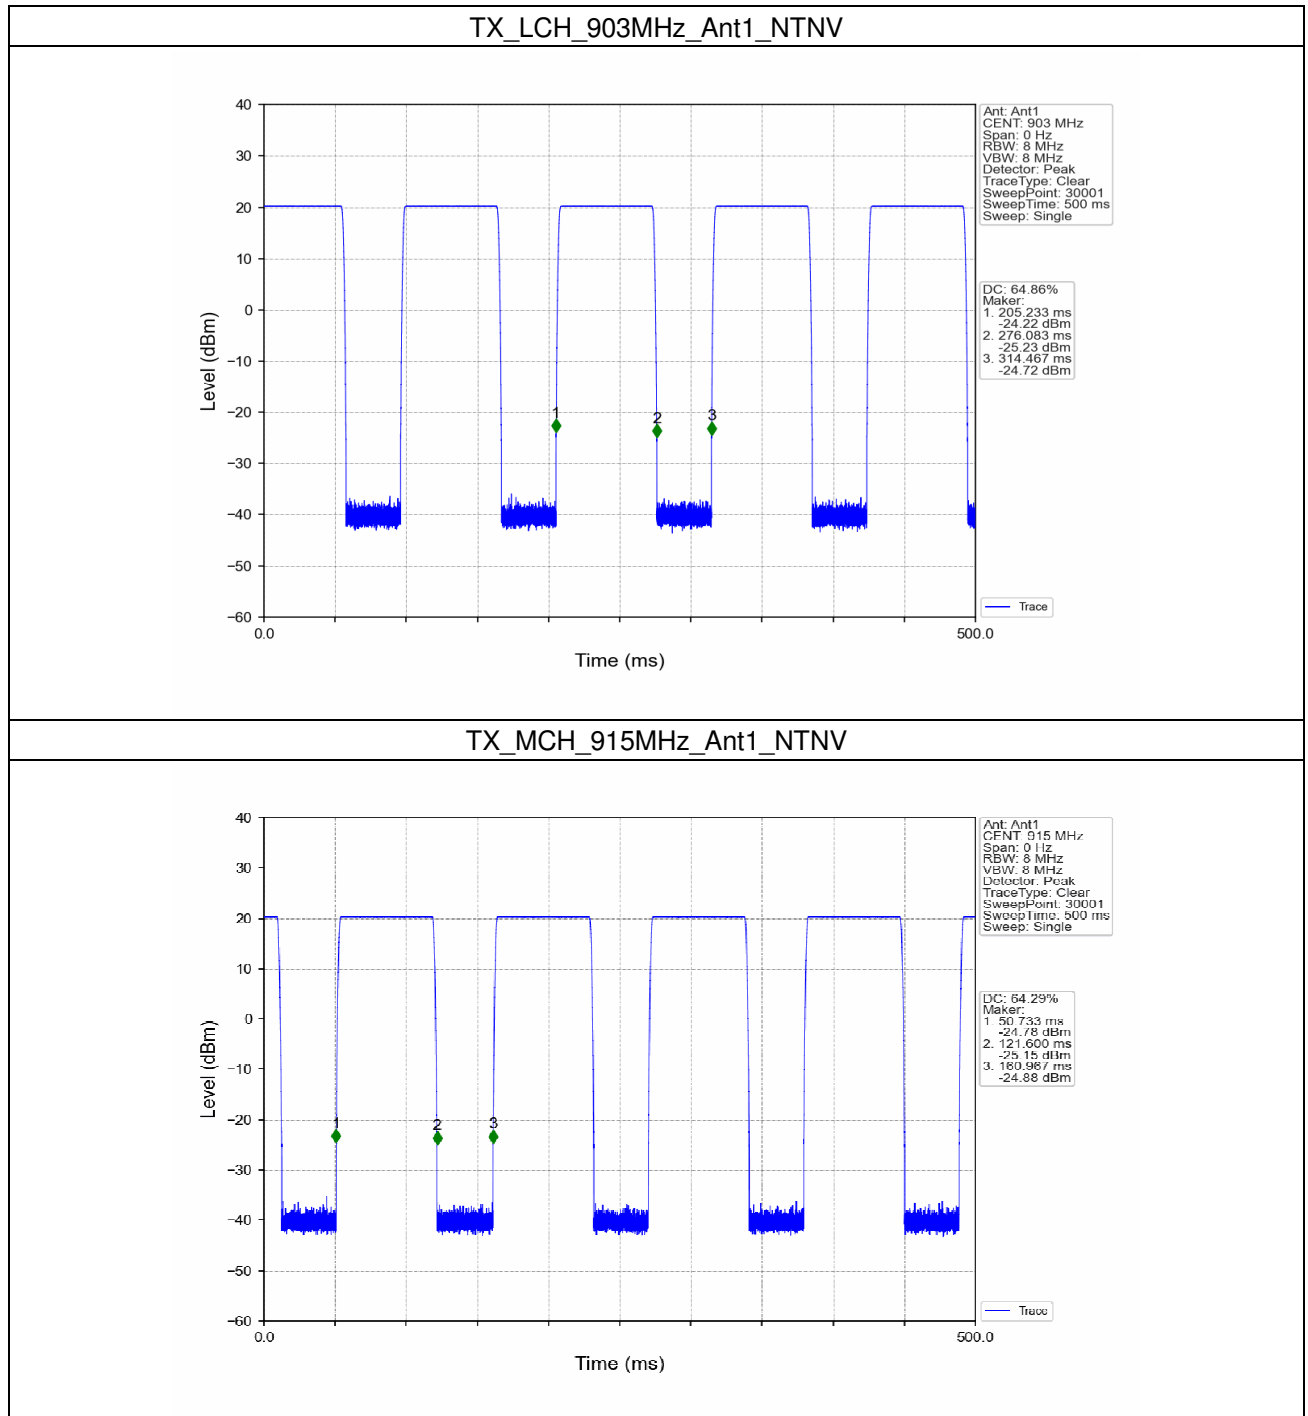 TX_LCH_903MHz_Ant1_NTNV
40
30
20
10
0
−10
−20
−30
−40
−50
−60
Level (dBm)
1
2
3
0.0
500.0
Time (ms)
Ant: Ant1
CENT: 903 MHz
Span: 0 Hz
RBW: 8 MHz
VBW: 8 MHz
Detector: Peak
TraceType: Clear
SweepPoint: 30001
SweepTime: 500 ms
Sweep: Single
DC: 64.86%
Maker:
1. 205.233 ms
-24.22 dBm
2. 276.083 ms
-25.23 dBm
3. 314.467 ms
-24.72 dBm
Trace
TX_MCH_915MHz_Ant1_NTNV
40
30
20
10
0
−10
−20
−30
−40
−50
−60
Level (dBm)
1
2
3
0.0
500.0
Time (ms)
Ant: Ant1
CENT: 915 MHz
Span: 0 Hz
RBW: 8 MHz
VBW: 8 MHz
Detector: Peak
TraceType: Clear
SweepPoint: 30001
SweepTime: 500 ms
Sweep: Single
DC: 64.29%
Maker:
1. 50.733 ms
-24.78 dBm
2. 121.600 ms
-25.15 dBm
3. 160.967 ms
-24.88 dBm
Trace